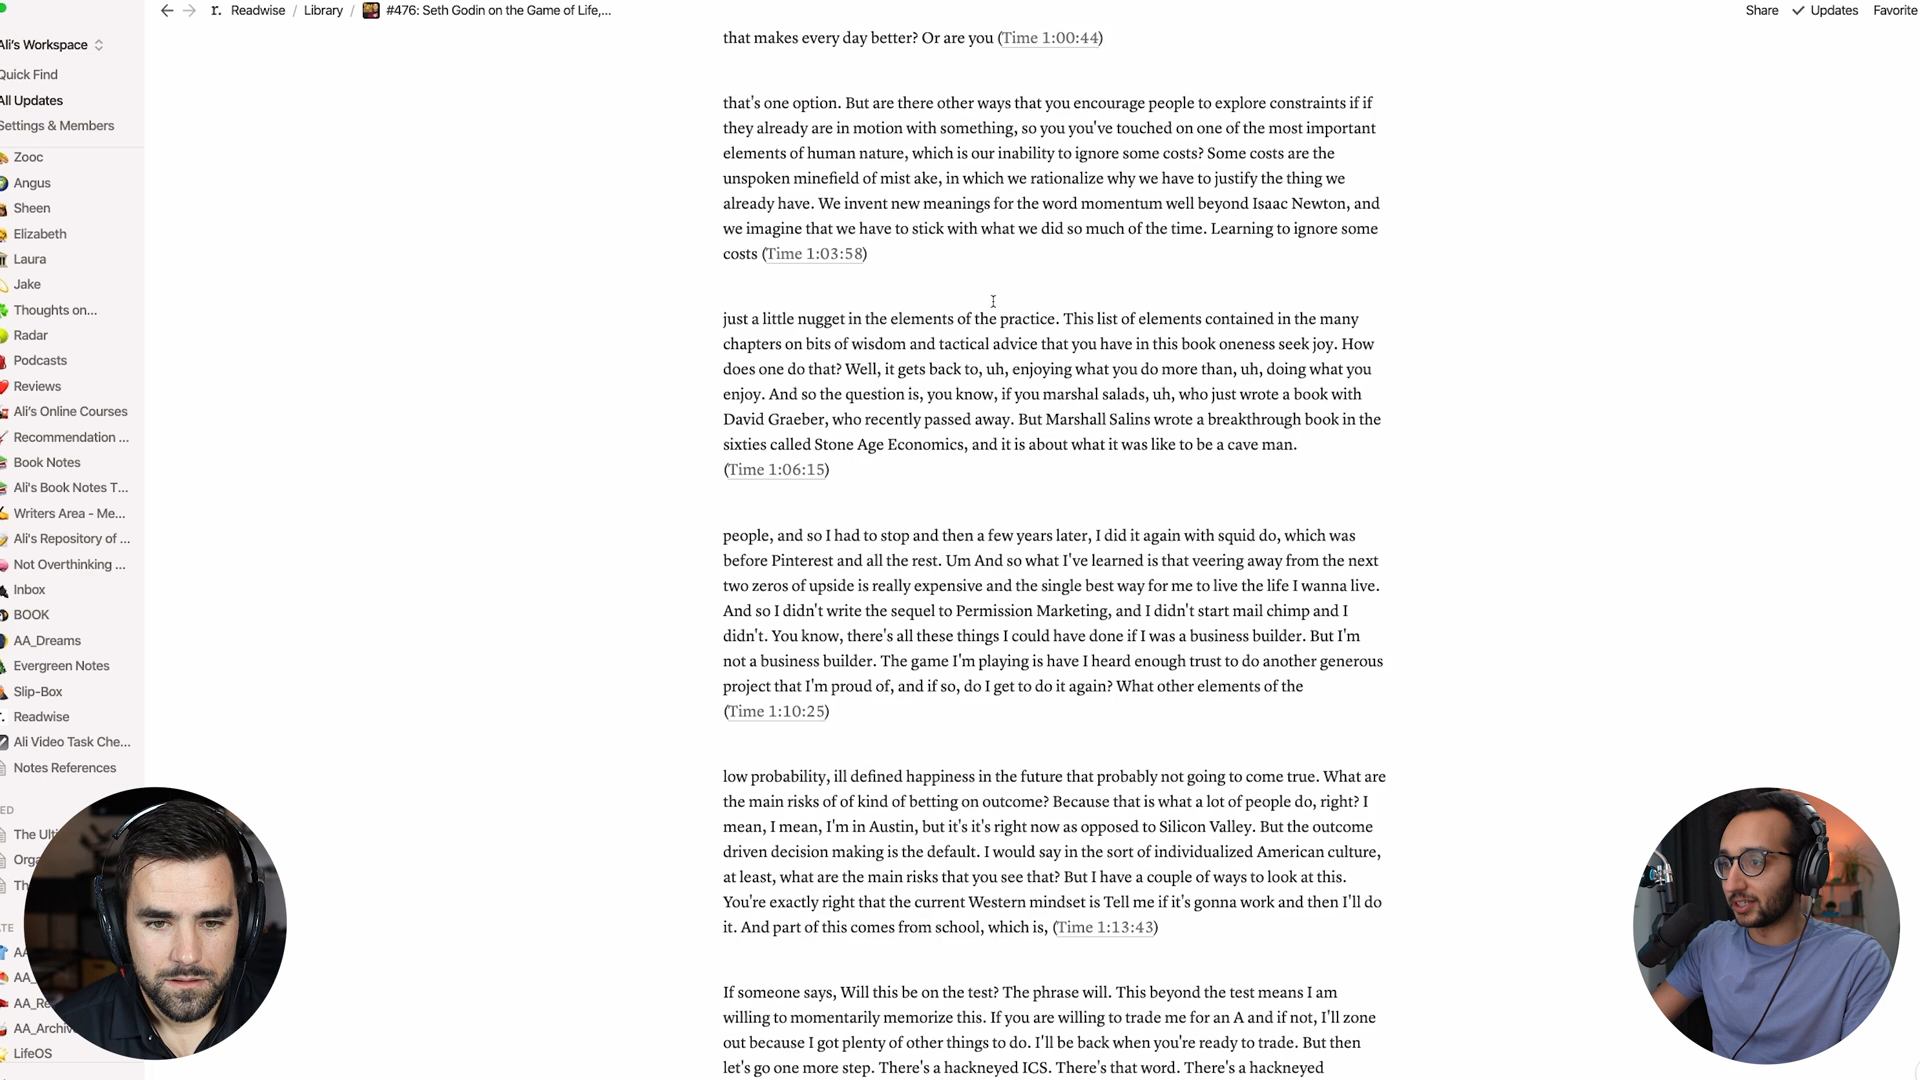 Readwise / Library / #476: Seth Godin on the Game of Life,...
Share Updates Favorite
Ali's Workspace
Quick Find
All Updates
Settings & Members
Zooc
Angus
Sheen
Elizabeth
Laura
Jake
Thoughts on...
Radar
Podcasts
Reviews
Ali's Online Courses
Recommendation ...
Book Notes
Ali's Book Notes T...
Writers Area - Me...
Ali's Repository of ...
Not Overthinking ...
Inbox
BOOK
AA_Dreams
Evergreen Notes
Slip-Box
Readwise
Ali Video Task Che...
Notes References
The Ulti
Orga
Th
AA_
AA_Re
AA_Archiv
LifeOS
that makes every day better? Or are you (Time 1:00:44)
that's one option. But are there other ways that you encourage people to explore constraints if if
they already are in motion with something, so you you've touched on one of the most important
elements of human nature, which is our inability to ignore some costs? Some costs are the
unspoken minefield of mist ake, in which we rationalize why we have to justify the thing we
already have. We invent new meanings for the word momentum well beyond Isaac Newton, and
we imagine that we have to stick with what we did so much of the time. Learning to ignore some
costs (Time 1:03:58)
just a little nugget in the elements of the practice. This list of elements contained in the many
chapters on bits of wisdom and tactical advice that you have in this book oneness seek joy. How
does one do that? Well, it gets back to, uh, enjoying what you do more than, uh, doing what you
enjoy. And so the question is, you know, if you marshal salads, uh, who just wrote a book with
David Graeber, who recently passed away. But Marshall Salins wrote a breakthrough book in the
sixties called Stone Age Economics, and it is about what it was like to be a cave man.
(Time 1:06:15)
people, and so I had to stop and then a few years later, I did it again with squid do, which was
before Pinterest and all the rest. Um And so what I've learned is that veering away from the next
two zeros of upside is really expensive and the single best way for me to live the life I wanna live.
And so I didn't write the sequel to Permission Marketing, and I didn't start mail chimp and I
didn't. You know, there's all these things I could have done if I was a business builder. But I'm
not a business builder. The game I'm playing is have I heard enough trust to do another generous
project that I'm proud of, and if so, do I get to do it again? What other elements of the
(Time 1:10:25)
low probability, ill defined happiness in the future that probably not going to come true. What are
the main risks of of kind of betting on outcome? Because that is what a lot of people do, right? I
mean, I mean, I'm in Austin, but it's it's right now as opposed to Silicon Valley. But the outcome
driven decision making is the default. I would say in the sort of individualized American culture,
at least, what are the main risks that you see that? But I have a couple of ways to look at this.
You're exactly right that the current Western mindset is Tell me if it's gonna work and then I'll do
it. And part of this comes from school, which is, (Time 1:13:43)
If someone says, Will this be on the test? The phrase will. This beyond the test means I am
willing to momentarily memorize this. If you are willing to trade me for an A and if not, I'll zone
out because I got plenty of other things to do. I'll be back when you're ready to trade. But then
let's go one more step. There's a hackneyed ICS. There's that word. There's a hackneyed